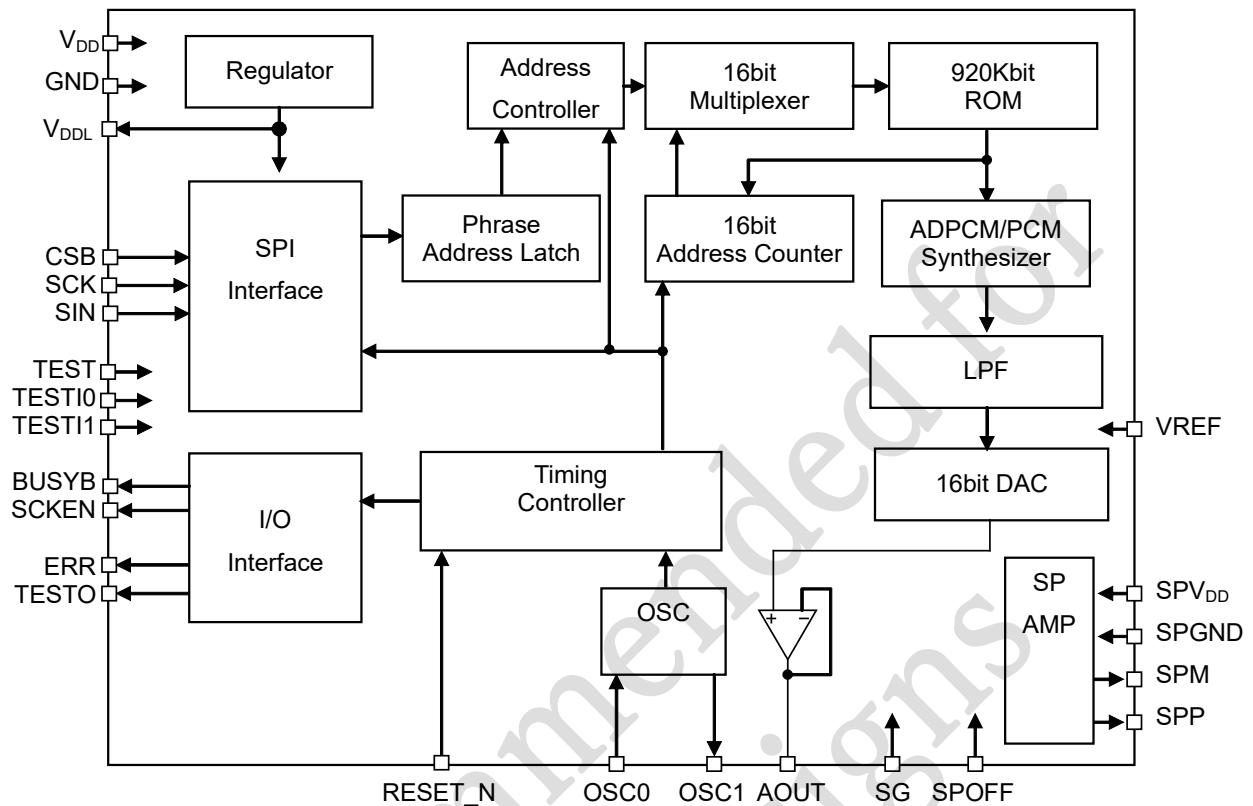 VDD
GND
VDDL
CSB
SCK
SIN
TEST
TESTI0
TESTI1
BUSYB
SCKEN
ERR
TESTO
Regulator
SPI
Interface
I/O
Interface
Address
Controller
Phrase
Address Latch
16bit
Multiplexer
16bit
Address Counter
920Kbit
ROM
ADPCM/PCM
Synthesizer
LPF
16bit DAC
Timing
Controller
OSC
+ −
SP
AMP
VREF
SPVDD
SPGND
SPM
SPP
RESET_N
OSC0
OSC1
AOUT
SG
SPOFF
for